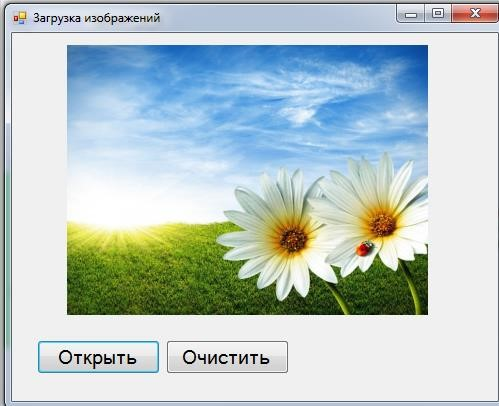 Загрузка изображений
Открыть Очистить